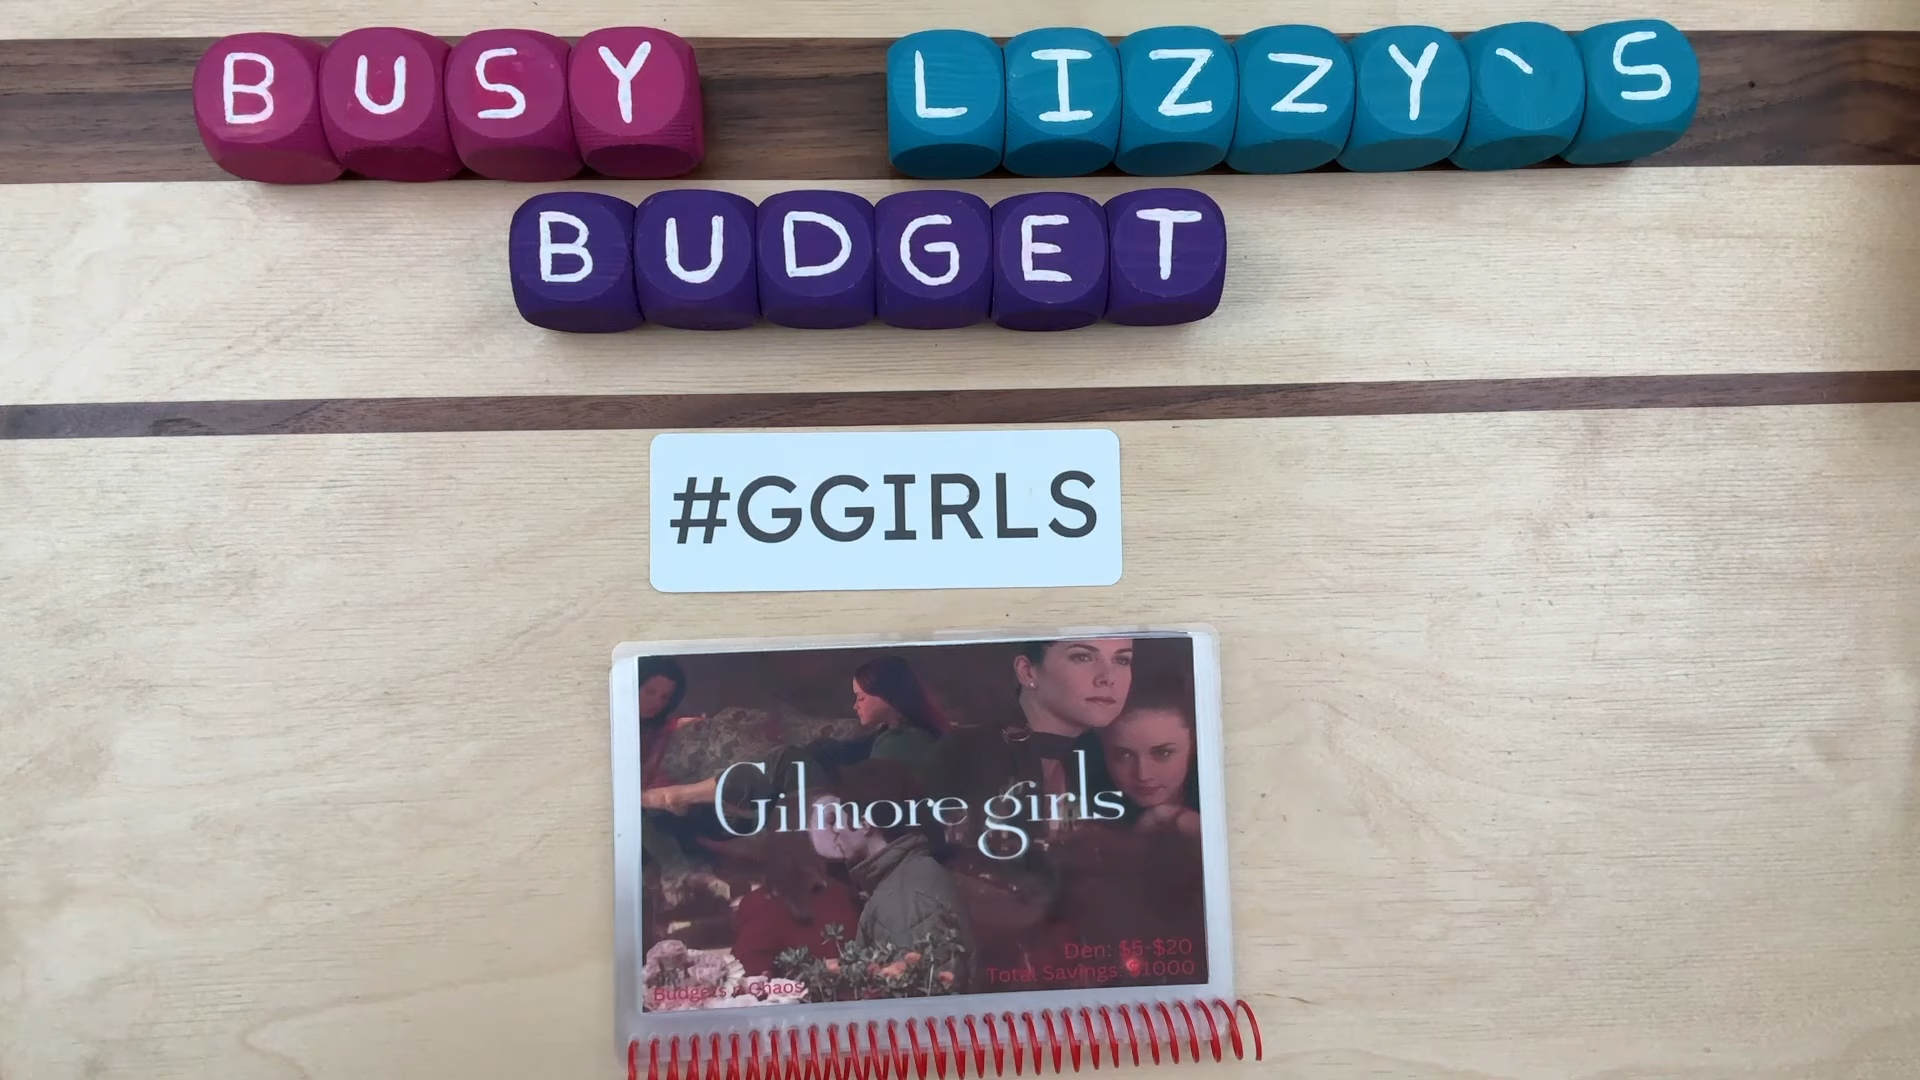 BUSY LIZZY`S
BUDGET
#GGIRLS
Gilmore girls
Den: $5-$20
Total Savings: $1000
Budgets n Chaos